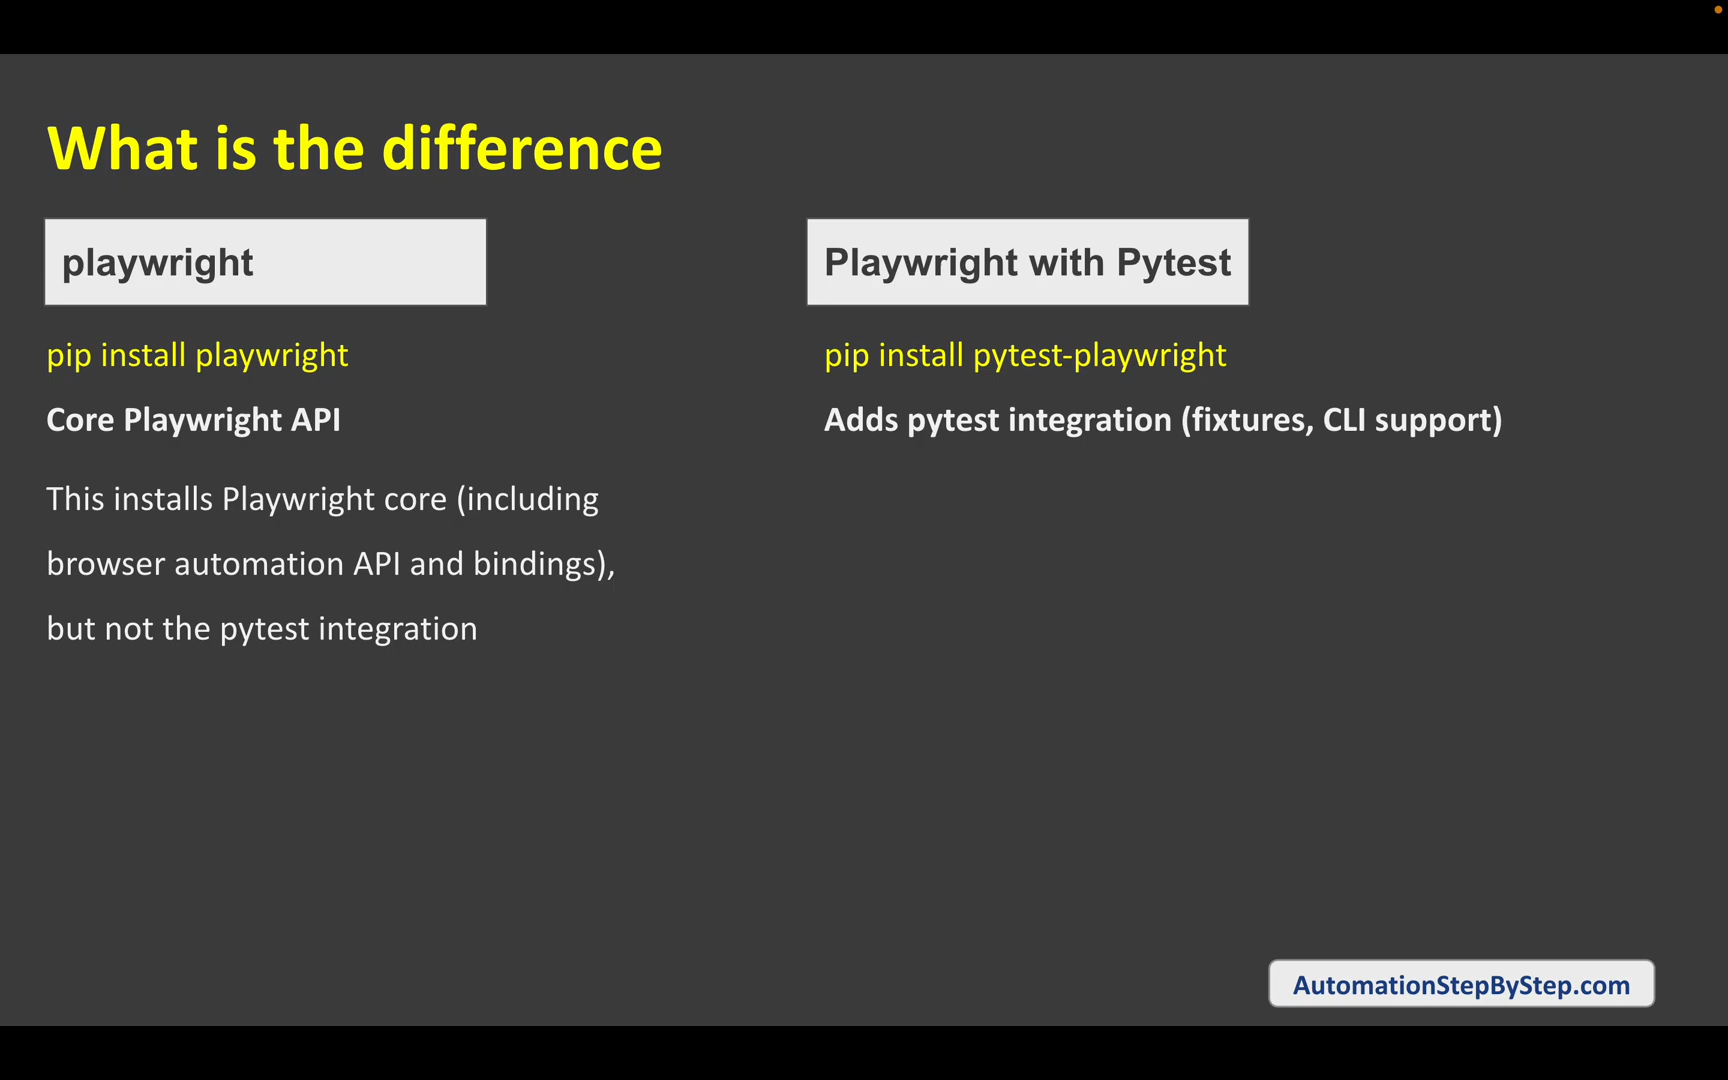 What is the difference
playwright
pip install playwright
Core Playwright API
This installs Playwright core (including
browser automation API and bindings),
but not the pytest integration
Playwright with Pytest
pip install pytest-playwright
Adds pytest integration (fixtures, CLI support)
AutomationStepByStep.com